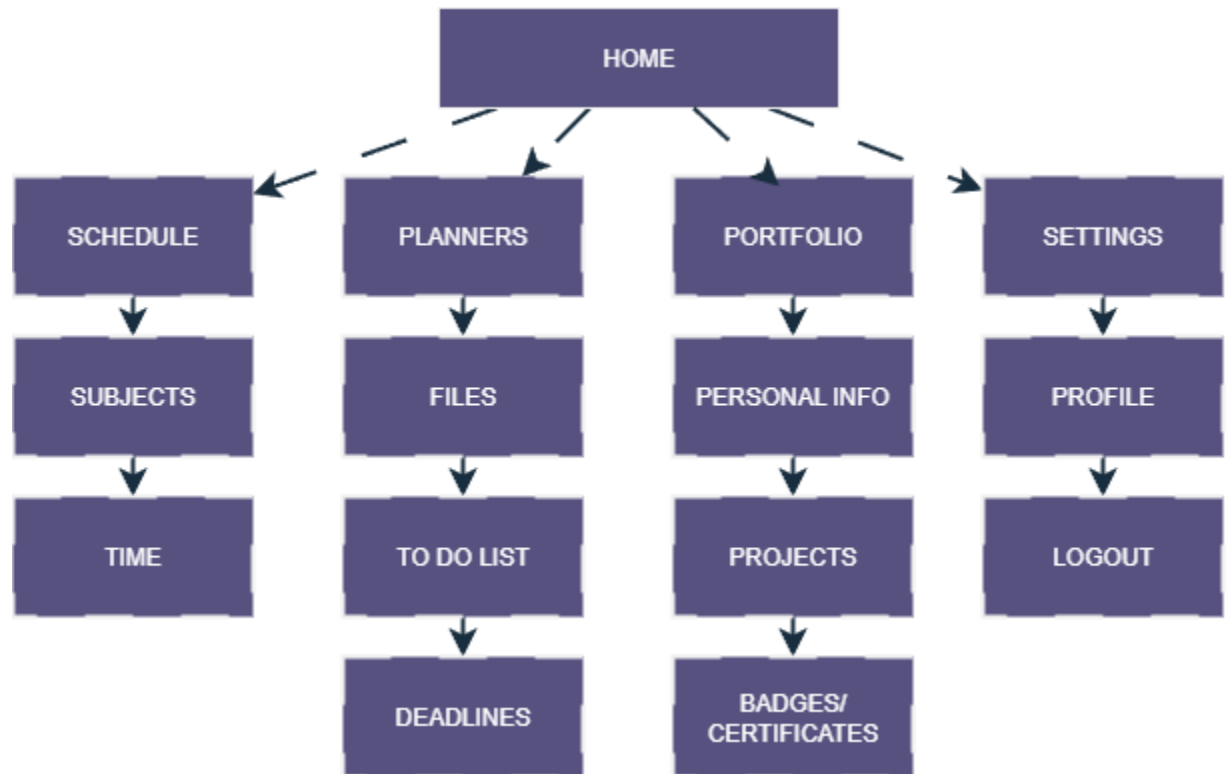 HOME
SCHEDULE
PLANNERS
PORTFOLIO
SETTINGS
SUBJECTS
FILES
PERSONAL INFO
PROFILE
TIME
TO DO LIST
PROJECTS
LOGOUT
DEADLINES
BADGES/
CERTIFICATES